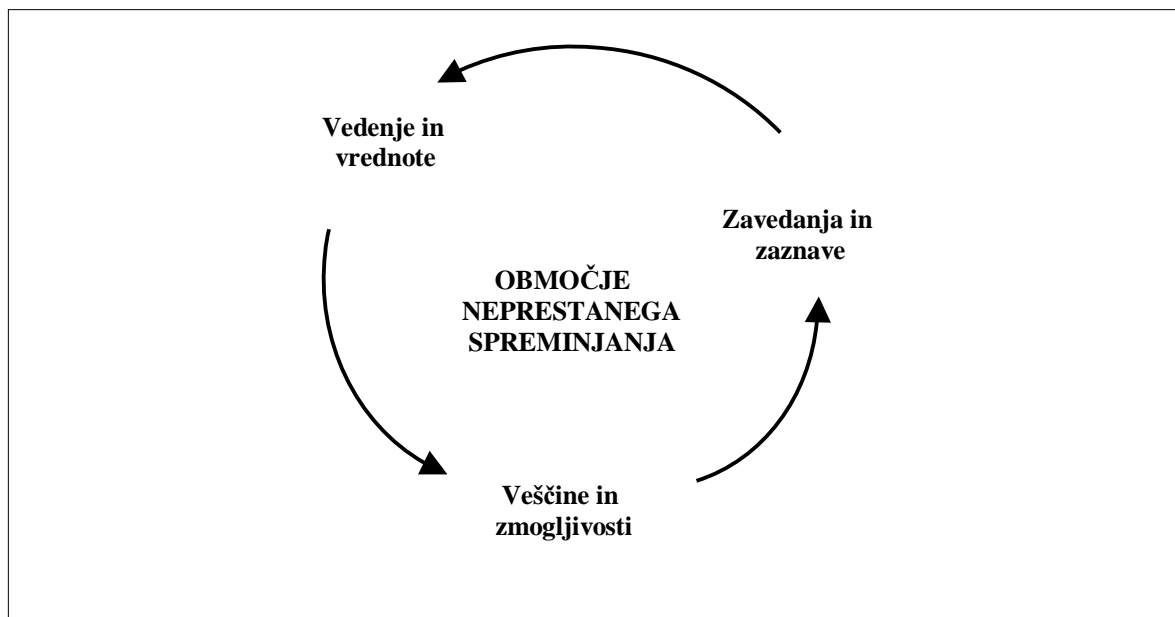 Vedenje in
vrednote
Zavedanja in
zaznave
OBMOČJE
NEPRESTANEGA
SPREMINJANJA
Veščine in
zmogljivosti